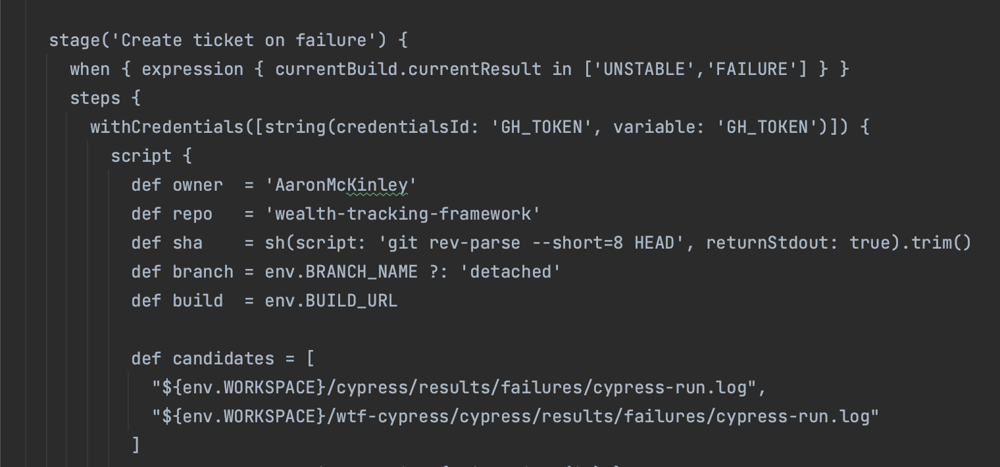 stage('Create ticket on failure') {
when { expression { currentBuild.currentResult in ['UNSTABLE','FAILURE'] } }
steps {
withCredentials([string(credentialsId: 'GH_TOKEN', variable: 'GH_TOKEN')]) {
script {
def owner  = 'AaronMcKinley'
def repo   = 'wealth-tracking-framework'
def sha    = sh(script: 'git rev-parse --short=8 HEAD', returnStdout: true).trim()
def branch = env.BRANCH_NAME ?: 'detached'
def build  = env.BUILD_URL
def candidates = [
"${env.WORKSPACE}/cypress/results/failures/cypress-run.log",
"${env.WORKSPACE}/wtf-cypress/cypress/results/failures/cypress-run.log"
]